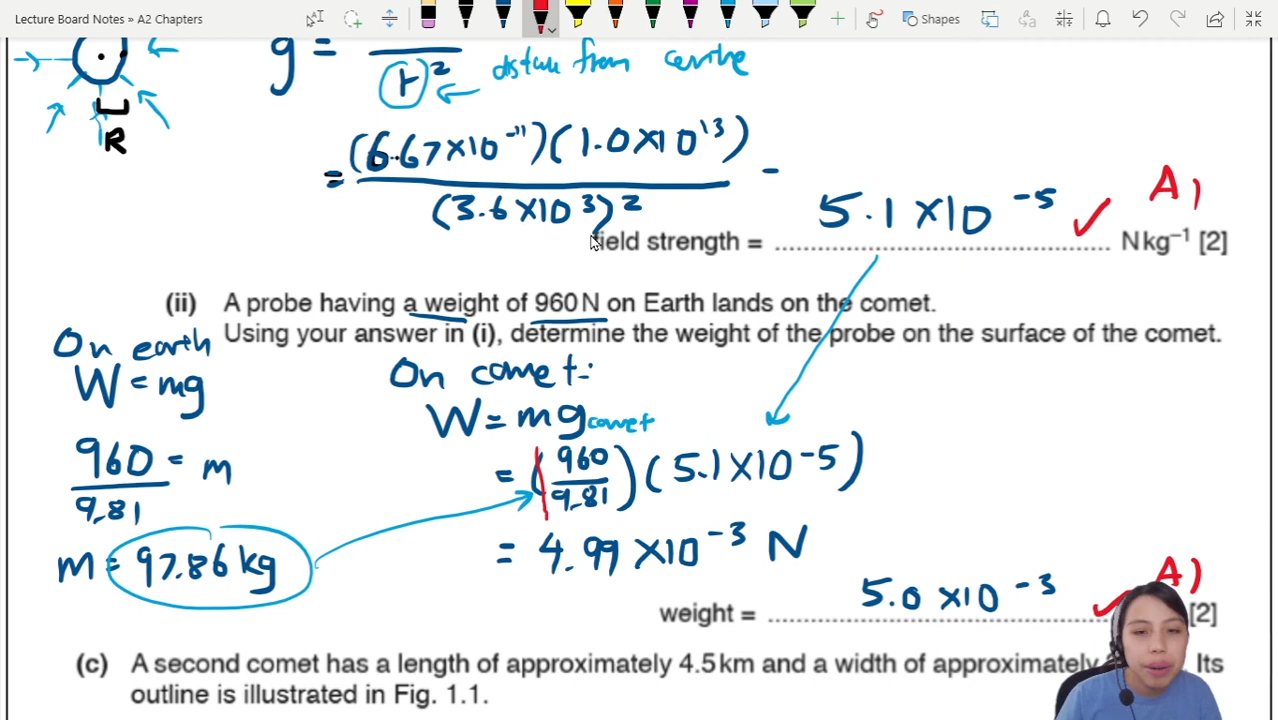 Lecture Board Notes » A2 Chapters
Shapes
g = r² distance from centre
R
= (6.67×10⁻¹¹)(1.0×10¹³) =
(3.6×10³)²
5.1×10⁻⁵ ✓ A1
field strength = .................... N kg⁻¹ [2]
(ii) A probe having a weight of 960 N on Earth lands on the comet.
Using your answer in (i), determine the weight of the probe on the surface of the comet.
On earth
W = mg
960 = m
9.81
m = 97.86 kg
On comet:
W = mg comet
= (960/9.81)(5.1×10⁻⁵)
= 4.99×10⁻³ N
5.0×10⁻³ ✓ A1
weight = .................... [2]
(c) A second comet has a length of approximately 4.5 km and a width of approximately Its
outline is illustrated in Fig. 1.1.